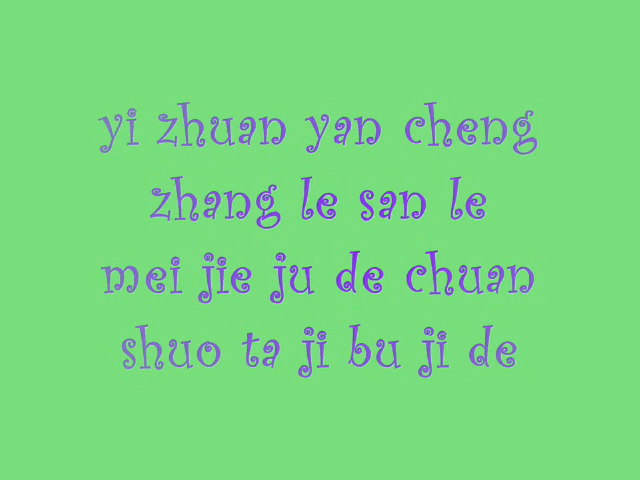 yi zhuan yan cheng
zhang le san le
mei jie ju de chuan
shuo ta ji bu ji de